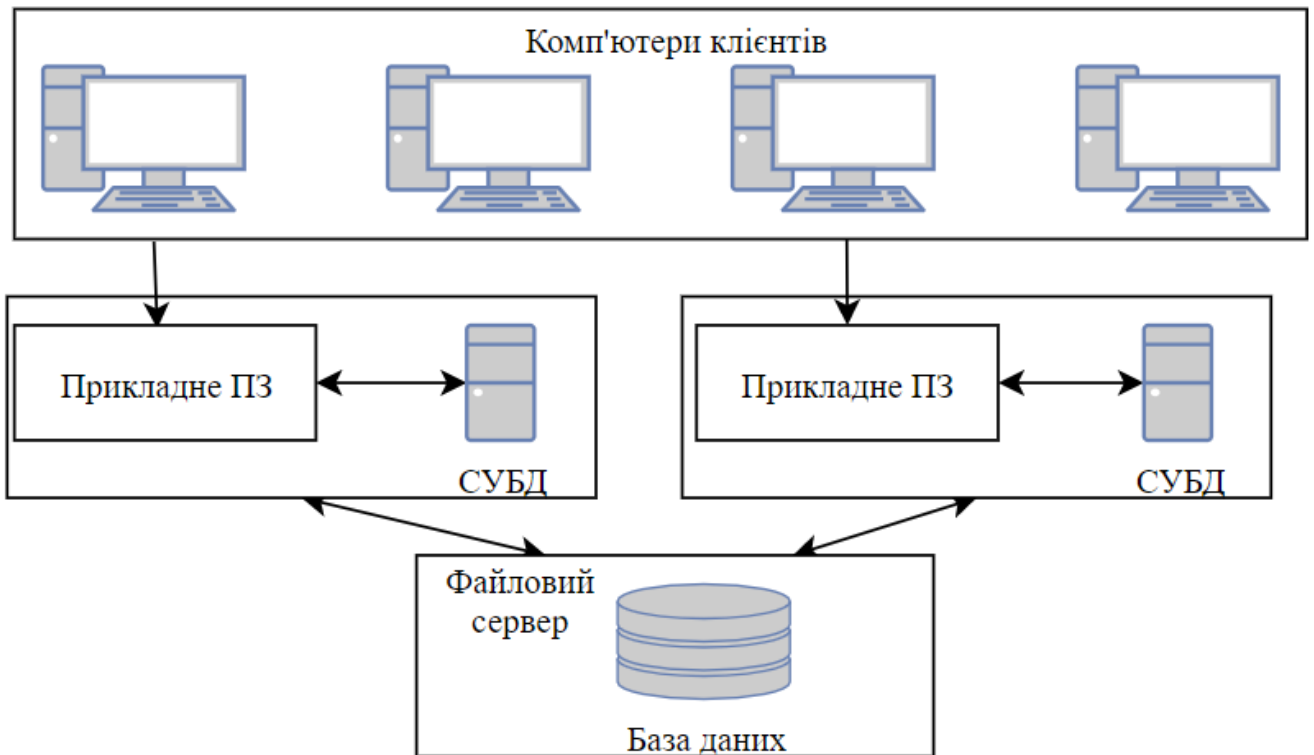 Комп'ютери клієнтів
Прикладне ПЗ
СУБД
Прикладне ПЗ
СУБД
Файловий
сервер
База даних